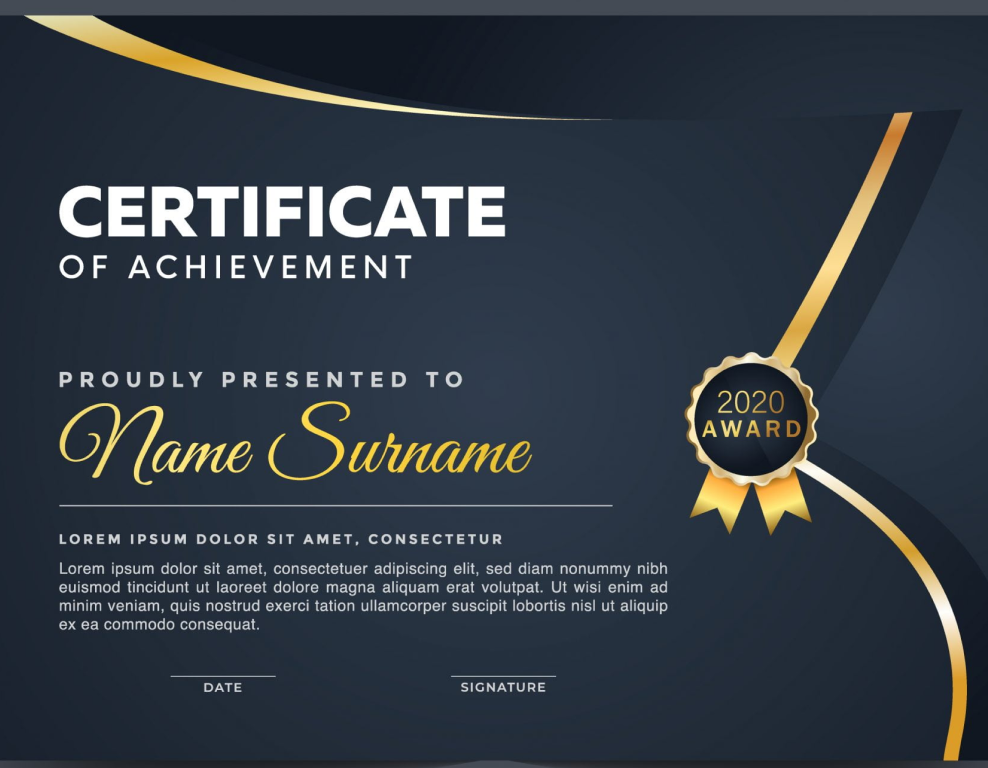 CERTIFICATE
OF ACHIEVEMENT
PROUDLY PRESENTED TO
Name Surname
2020
AWARD
LOREM IPSUM DOLOR SIT AMET, CONSECTETUR
Lorem ipsum dolor sit amet, consectetuer adipiscing elit, sed diam nonummy nibh
euismod tincidunt ut laoreet dolore magna aliquam erat volutpat. Ut wisi enim ad
minim veniam, quis nostrud exerci tation ullamcorper suscipit lobortis nisl ut aliquip
ex ea commodo consequat.
DATE
SIGNATURE